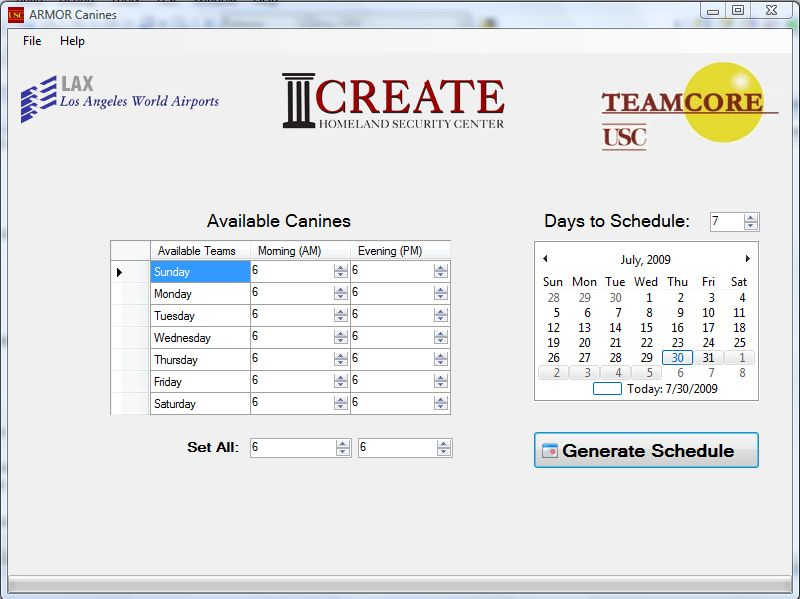 USC ARMOR Canines
File Help
LAX
Los Angeles World Airports
CREATE
HOMELAND SECURITY CENTER
TEAMCORE
USC
Available Canines
Available Teams Morning (AM) Evening (PM)
Sunday 6 6
Monday 6 6
Tuesday 6 6
Wednesday 6 6
Thursday 6 6
Friday 6 6
Saturday 6 6
Set All: 6 6
Days to Schedule: 7
July, 2009
Sun Mon Tue Wed Thu Fri Sat
28 29 30 1 2 3 4
5 6 7 8 9 10 11
12 13 14 15 16 17 18
19 20 21 22 23 24 25
26 27 28 29 30 31 1
2 3 4 5 6 7 8
Today: 7/30/2009
Generate Schedule